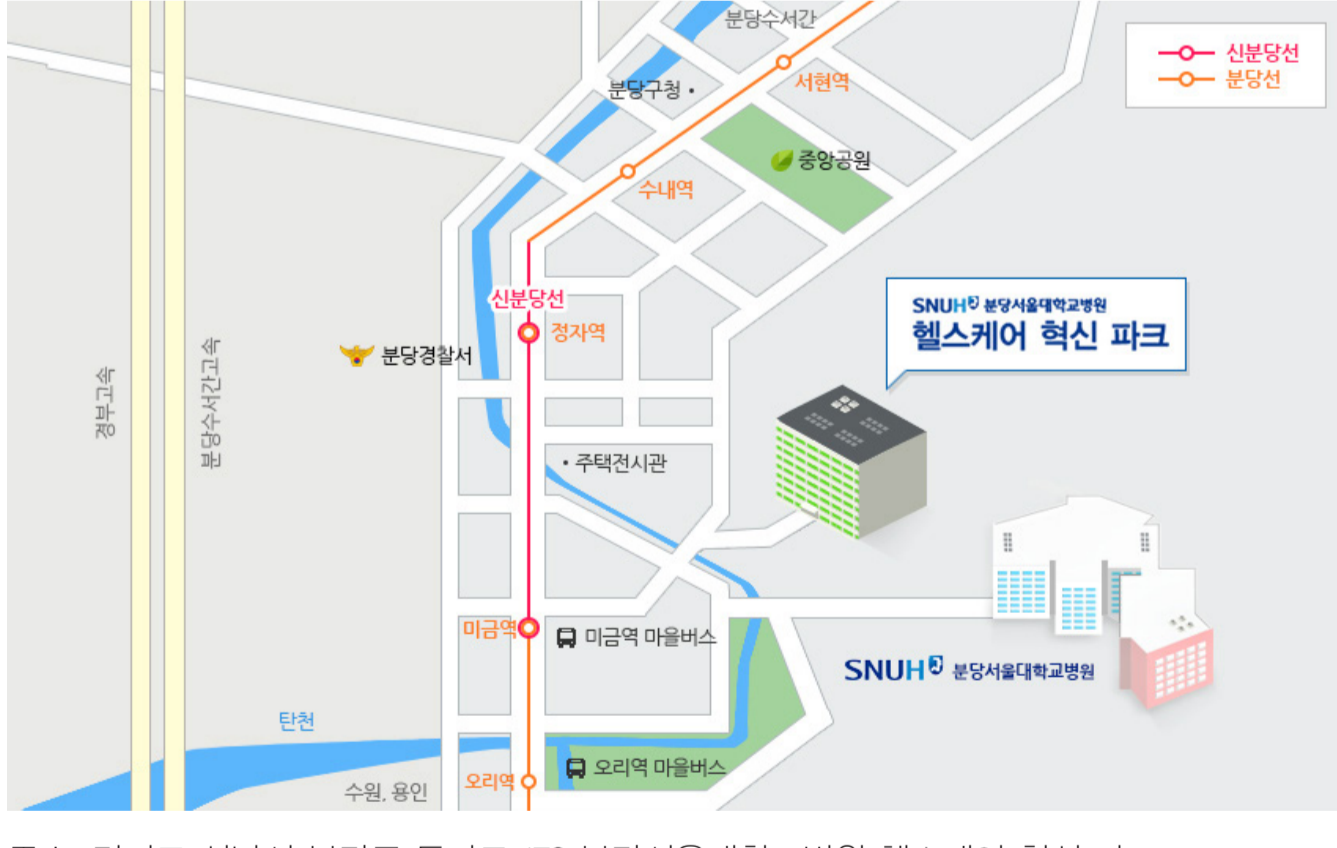 분당수서간
신분당선
분당선
서현역
분당구청
중앙공원
수내역
신분당선
정자역
SNUH 분당서울대학교병원
헬스케어 혁신 파크
분당경찰서
경부고속
분당수서간고속
주택전시관
미금역
미금역 마을버스
SNUH 분당서울대학교병원
탄천
오리역
오리역 마을버스
수원, 용인